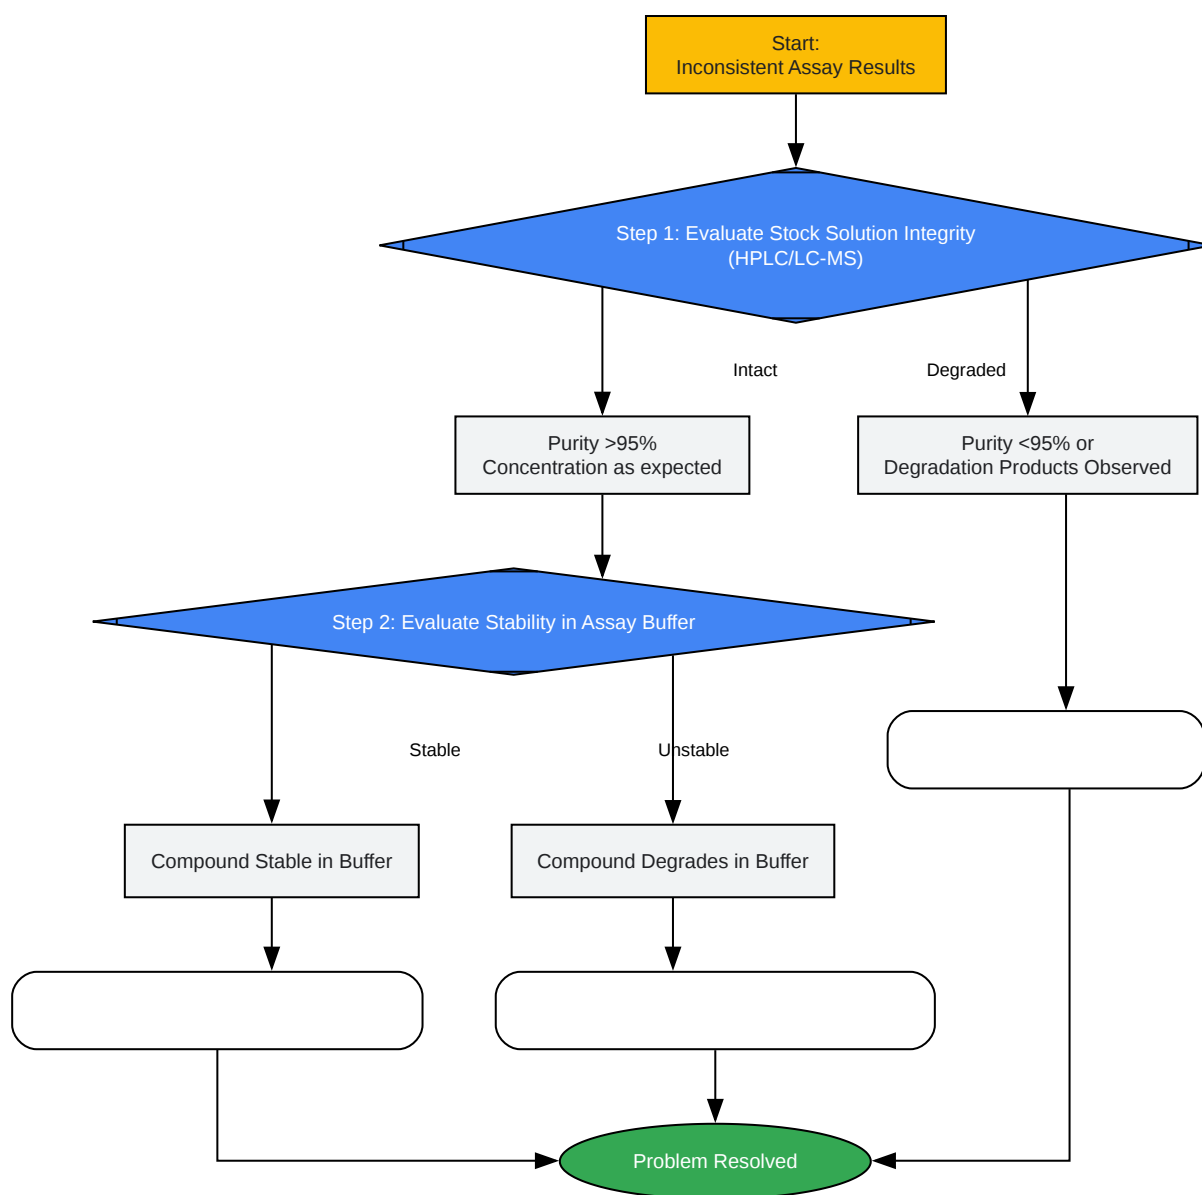 Start:
Inconsistent Assay Results
Step 1: Evaluate Stock Solution Integrity
(HPLC/LC-MS)
Intact
Degraded
Purity >95%
Concentration as expected
Purity <95% or
Degradation Products Observed
Step 2: Evaluate Stability in Assay Buffer
Stable
Unstable
Compound Stable in Buffer
Compound Degrades in Buffer
Problem Resolved